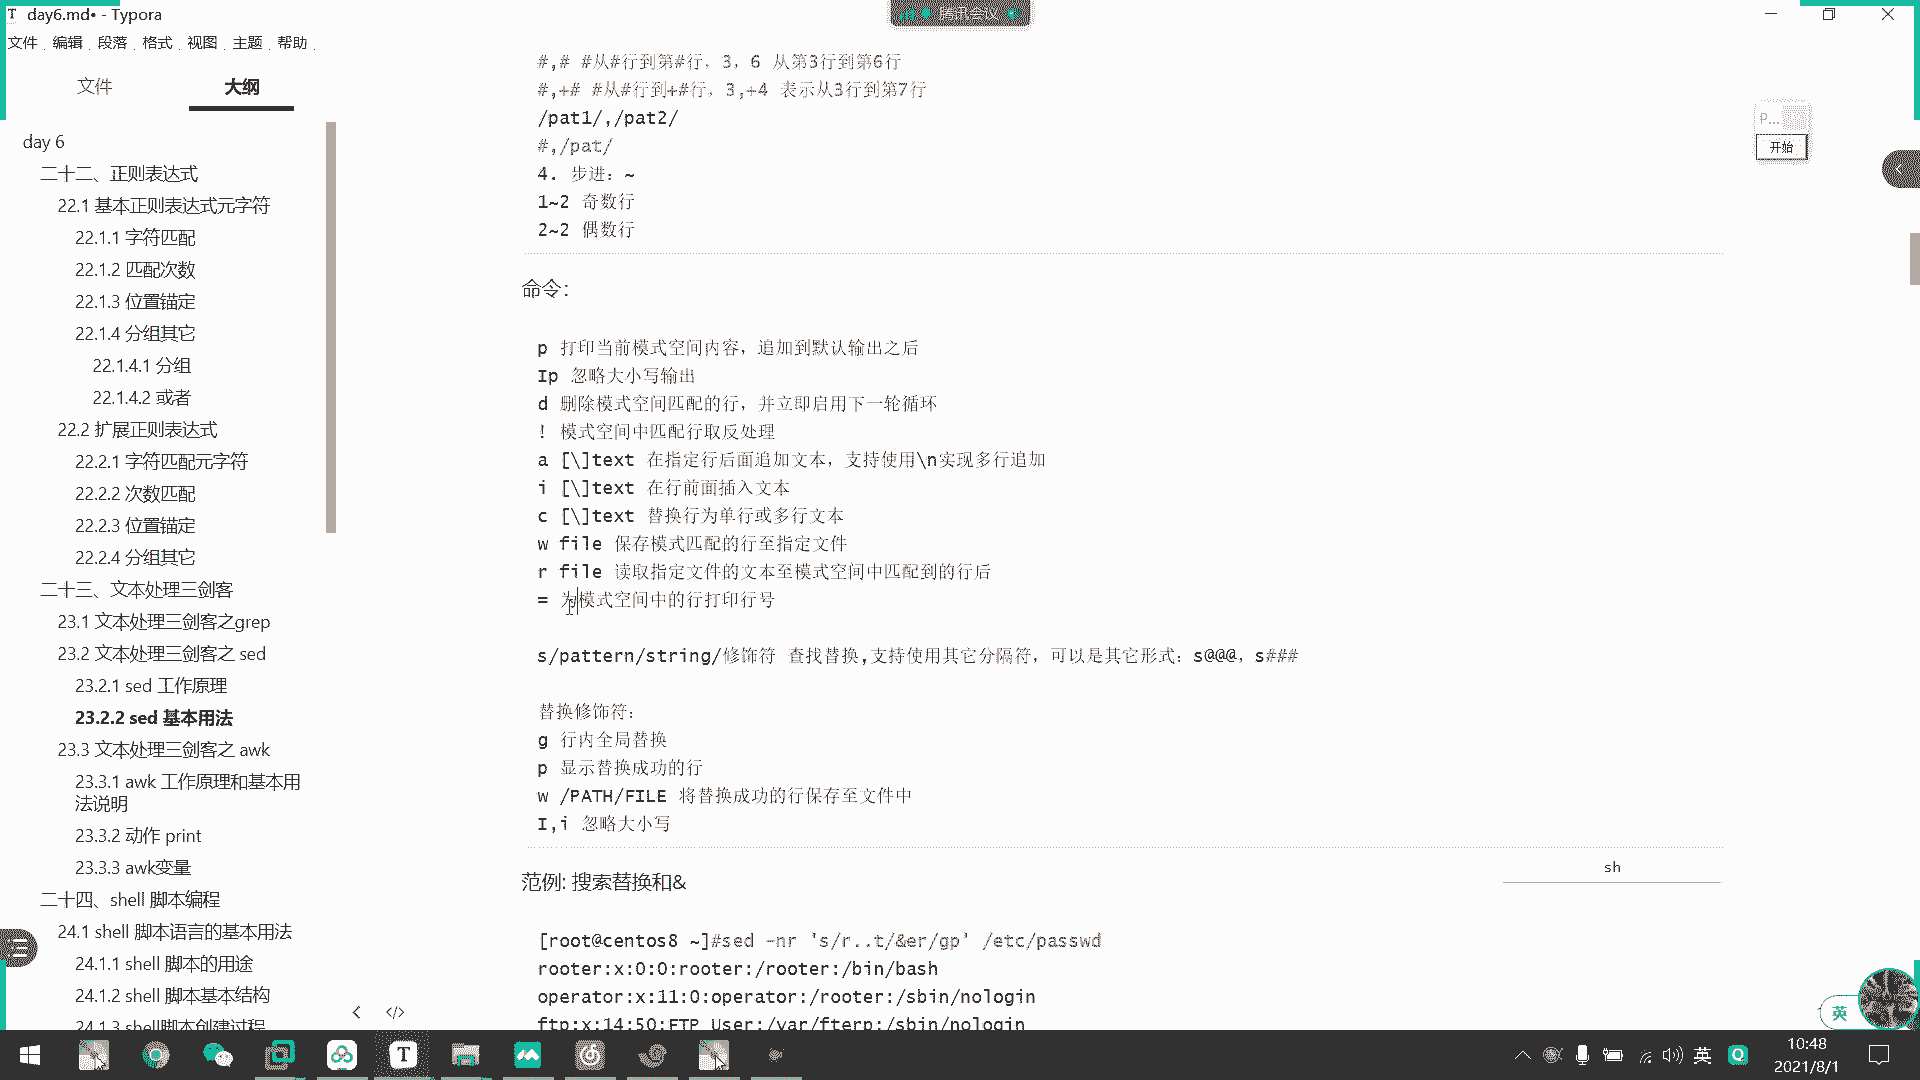 T day6.md• - Typora
腾讯会议
文件 编辑 段落 格式 视图 主题 帮助
文件 大纲
day 6
二十二、正则表达式
22.1 基本正则表达式元字符
22.1.1 字符匹配
22.1.2 匹配次数
22.1.3 位置锚定
22.1.4 分组其它
22.1.4.1 分组
22.1.4.2 或者
22.2 扩展正则表达式
22.2.1 字符匹配元字符
22.2.2 次数匹配
22.2.3 位置锚定
22.2.4 分组其它
二十三、文本处理三剑客
23.1 文本处理三剑客之grep
23.2 文本处理三剑客之 sed
23.2.1 sed 工作原理
23.2.2 sed 基本用法
23.3 文本处理三剑客之 awk
23.3.1 awk 工作原理和基本用
法说明
23.3.2 动作 print
23.3.3 awk变量
二十四、shell 脚本编程
24.1 shell 脚本语言的基本用法
24.1.1 shell 脚本的用途
24.1.2 shell 脚本基本结构
24.1.3 shell脚本创建过程
#,# #从#行到第#行，3，6 从第3行到第6行
#,+# #从#行到+#行，3,+4 表示从3行到第7行
/pat1/,/pat2/
#,/pat/
4. 步进：~
1~2 奇数行
2~2 偶数行
命令：
p 打印当前模式空间内容，追加到默认输出之后
Ip 忽略大小写输出
d 删除模式空间匹配的行，并立即启用下一轮循环
! 模式空间中匹配行取反处理
a [\]text 在指定行后面追加文本，支持使用\n实现多行追加
i [\]text 在行前面插入文本
c [\]text 替换行为单行或多行文本
w file 保存模式匹配的行至指定文件
r file 读取指定文件的文本至模式空间中匹配到的行后
= 为模式空间中的行打印行号
s/pattern/string/修饰符 查找替换,支持使用其它分隔符，可以是其它形式：s@@@，s###
替换修饰符：
g 行内全局替换
p 显示替换成功的行
w /PATH/FILE 将替换成功的行保存至文件中
I,i 忽略大小写
sh
范例: 搜索替换和&
[root@centos8 ~]#sed -nr 's/r..t/&er/gp' /etc/passwd
rooter:x:0:0:rooter:/rooter:/bin/bash
operator:x:11:0:operator:/rooter:/sbin/nologin
ftp:x:14:50:FTP User:/var/fterp:/sbin/nologin
P...
开始
英
英
10:48
2021/8/1